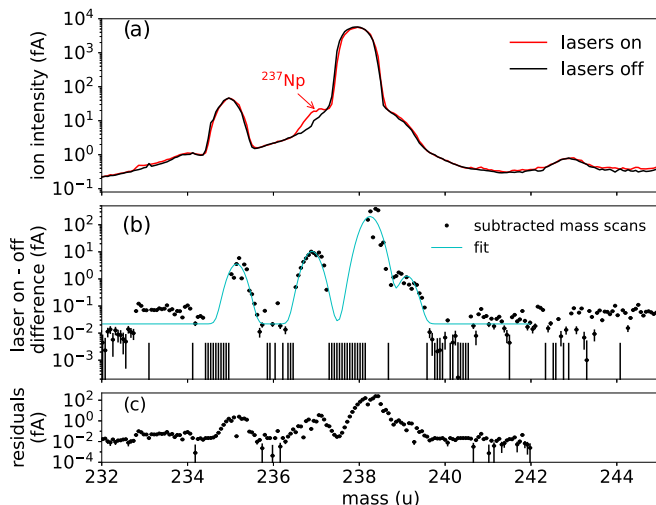 (a)
ion intensity (fA)
10⁴
10³
10²
10¹
10⁰
10⁻¹
²³⁷Np
lasers on
lasers off
(b)
laser on - off
difference (fA)
10²
10¹
10⁰
10⁻¹
10⁻²
10⁻³
subtracted mass scans
fit
(c)
residuals
(fA)
10²
10⁰
10⁻²
10⁻⁴
232 234 236 238 240 242 244
mass (u)